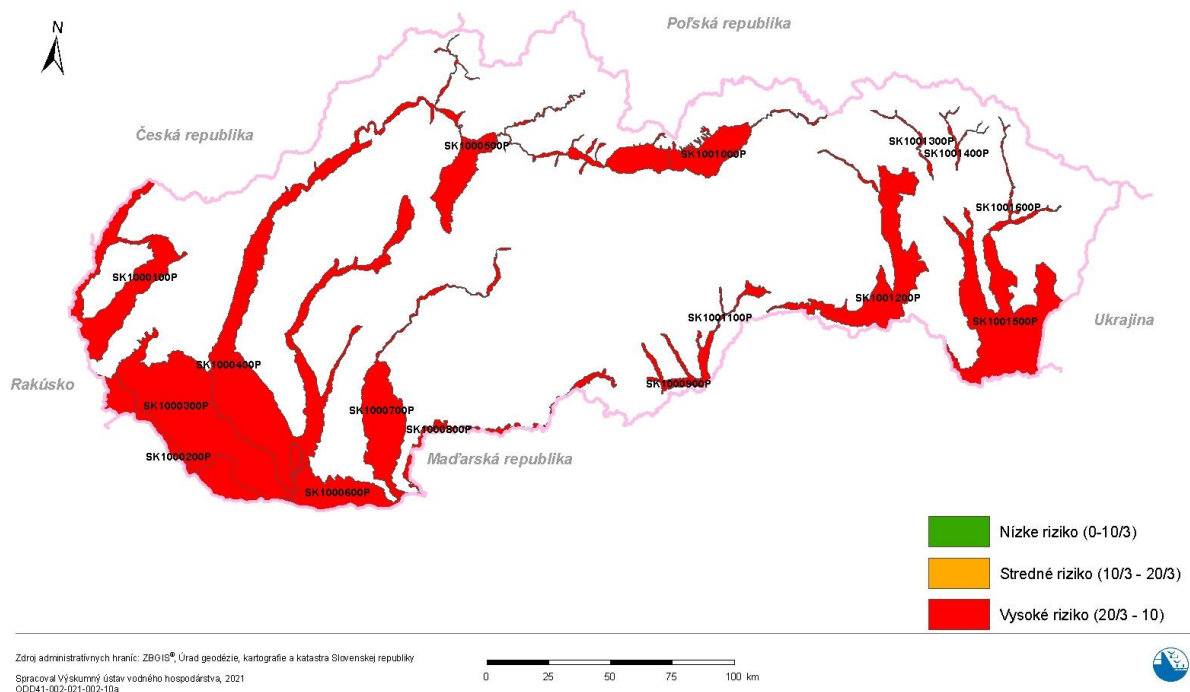 N
Poľská republika
Česká republika
SK1000500P
SK1001000P
SK1001300P
SK1001400P
SK1001600P
SK1000100P
SK1001200P
SK1001100P
SK1001500P
Ukrajina
SK1000400P
Rakúsko
SK1000900P
SK1000300P
SK1000700P
SK1000800P
SK1000200P
Maďarská republika
SK1000600P
Nízke riziko (0-10/3)
Stredné riziko (10/3 - 20/3)
Vysoké riziko (20/3 - 10)
Zdroj administratívnych hraníc: ZBGIS®, Úrad geodézie, kartografie a katastra Slovenskej republiky
Spracoval Výskumný ústav vodného hospodárstva, 2021
ODD41-002-021-002-10a
0 25 50 75 100 km